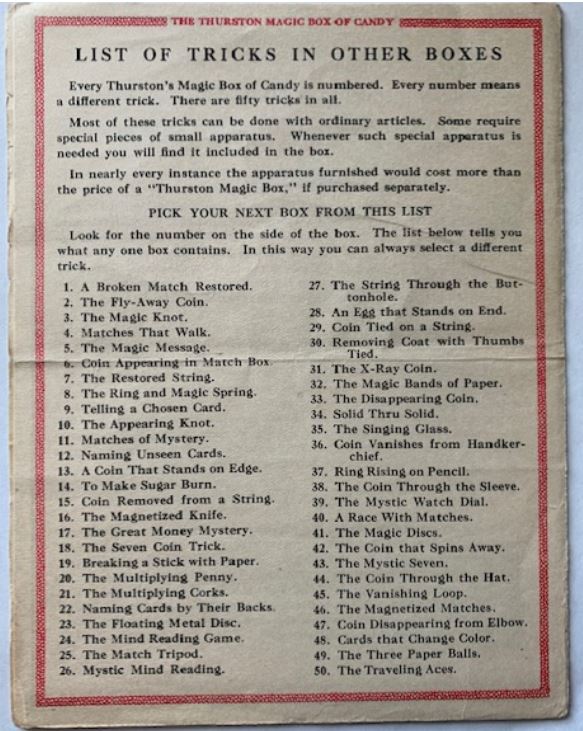 THE THURSTON MAGIC BOX OF CANDY
LIST OF TRICKS IN OTHER BOXES
Every Thurston's Magic Box of Candy is numbered. Every number means
a different trick. There are fifty tricks in all.
Most of these tricks can be done with ordinary articles. Some require
special pieces of small apparatus. Whenever such special apparatus is
needed you will find it included in the box.
In nearly every instance the apparatus furnished would cost more than
the price of a "Thurston Magic Box," if purchased separately.
PICK YOUR NEXT BOX FROM THIS LIST
Look for the number on the side of the box. The list below tells you
what any one box contains. In this way you can always select a different
trick.
1. A Broken Match Restored.
2. The Fly-Away Coin.
3. The Magic Knot.
4. Matches That Walk.
5. The Magic Message.
6. Coin Appearing in Match Box.
7. The Restored String.
8. The Ring and Magic Spring.
9. Telling a Chosen Card.
10. The Appearing Knot.
11. Matches of Mystery.
12. Naming Unseen Cards.
13. A Coin That Stands on Edge.
14. To Make Sugar Burn.
15. Coin Removed from a String.
16. The Magnetized Knife.
17. The Great Money Mystery.
18. The Seven Coin Trick.
19. Breaking a Stick with Paper.
20. The Multiplying Penny.
21. The Multiplying Corks.
22. Naming Cards by Their Backs.
23. The Floating Metal Disc.
24. The Mind Reading Game.
25. The Match Tripod.
26. Mystic Mind Reading.
27. The String Through the But-
tonhole.
28. An Egg that Stands on End.
29. Coin Tied on a String.
30. Removing Coat with Thumbs
Tied.
31. The X-Ray Coin.
32. The Magic Bands of Paper.
33. The Disappearing Coin.
34. Solid Thru Solid.
35. The Singing Glass.
36. Coin Vanishes from Handker-
chief.
37. Ring Rising on Pencil.
38. The Coin Through the Sleeve.
39. The Mystic Watch Dial.
40. A Race With Matches.
41. The Magic Discs.
42. The Coin that Spins Away.
43. The Mystic Seven.
44. The Coin Through the Hat.
45. The Vanishing Loop.
46. The Magnetized Matches.
47. Coin Disappearing from Elbow.
48. Cards that Change Color.
49. The Three Paper Balls.
50. The Traveling Aces.